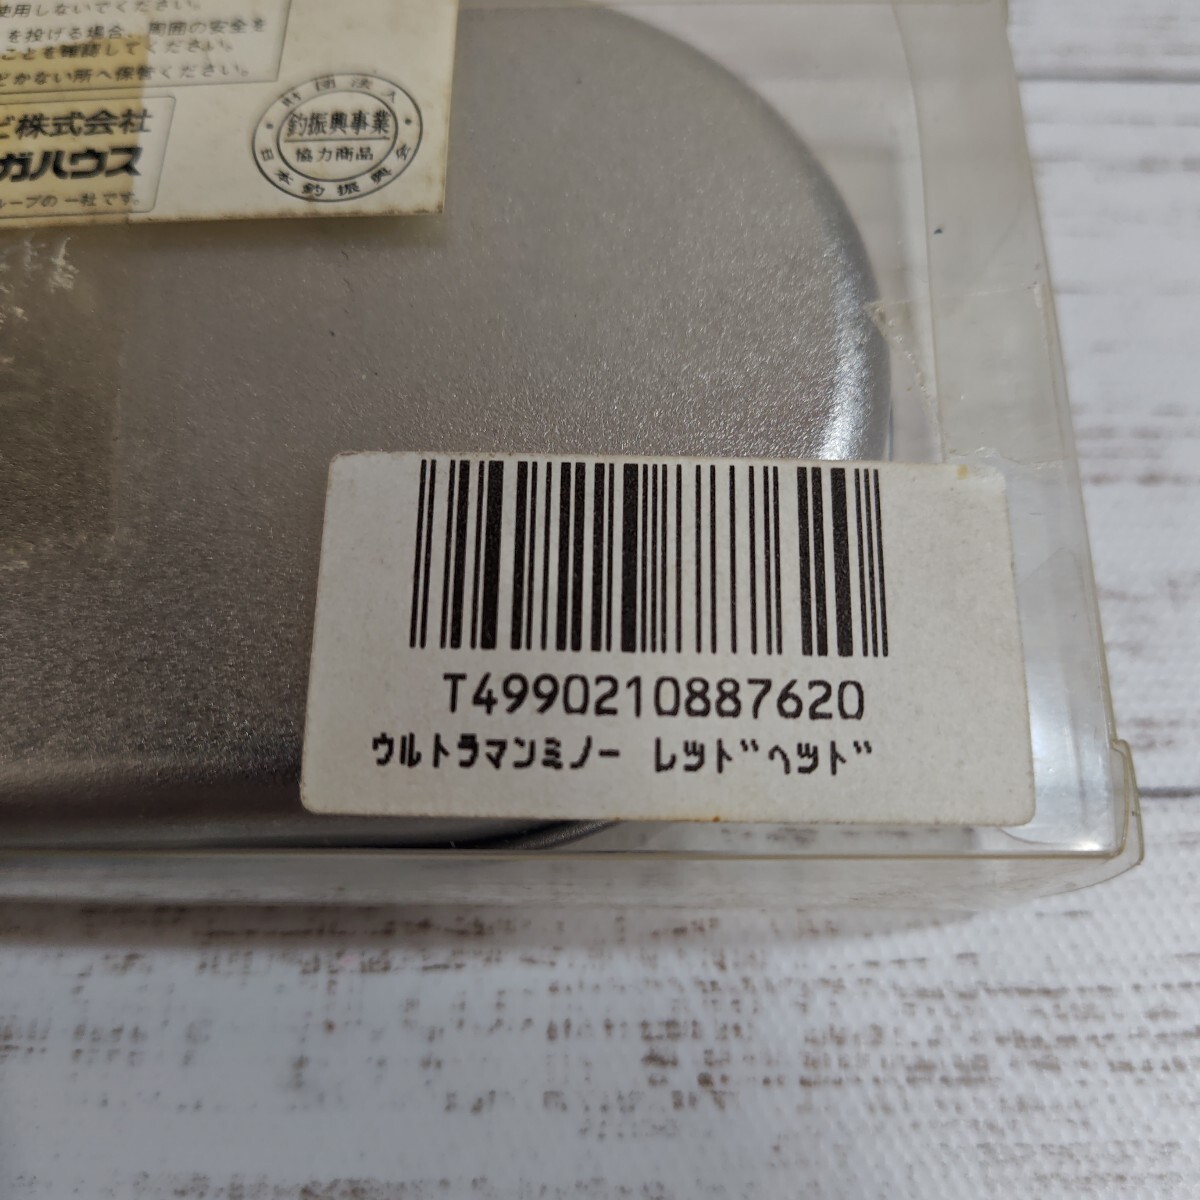 使用しないでください。
を投げる場合、周囲の安全を
ことを確認してください。
どかない所へ保管ください。
ビ株式会社
ガハウス
ループの一社です。
財団法人
釣振興事業
協力商品
日本釣振興会
T4990210887620
ウルトラマンミノー レッドヘッド